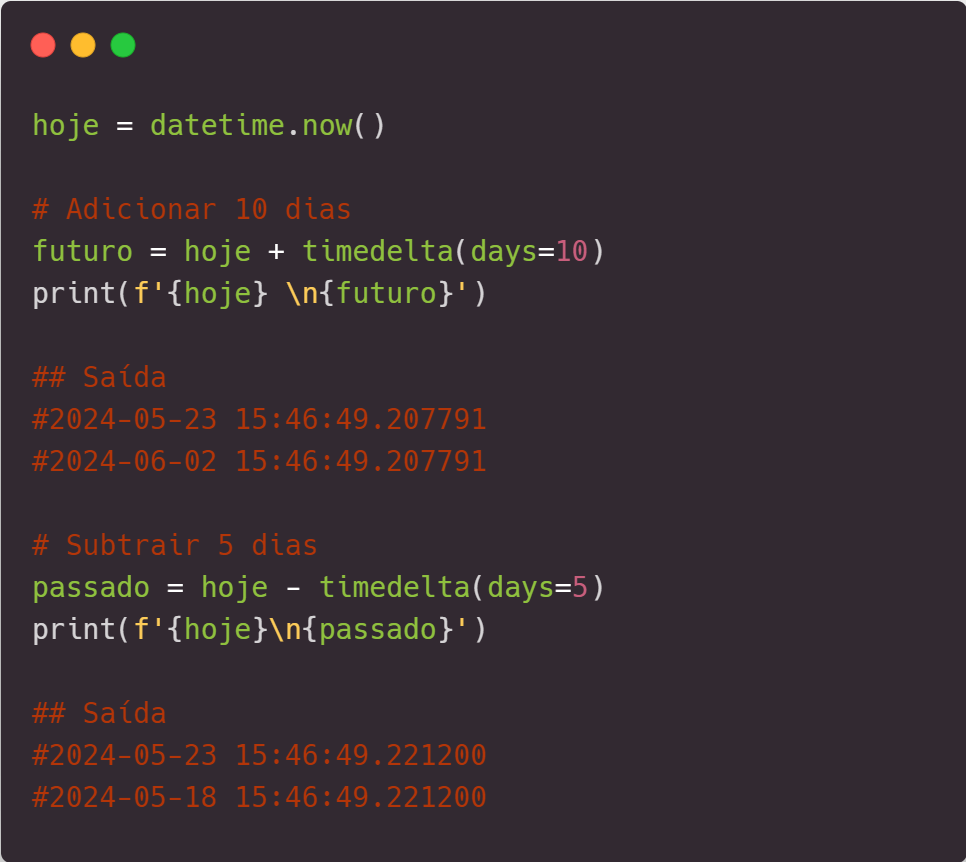 hoje = datetime.now()
# Adicionar 10 dias
futuro = hoje + timedelta(days=10)
print(f'{hoje} \n{futuro}')
## Saída
#2024-05-23 15:46:49.207791
#2024-06-02 15:46:49.207791
# Subtrair 5 dias
passado = hoje - timedelta(days=5)
print(f'{hoje}\n{passado}')
## Saída
#2024-05-23 15:46:49.221200
#2024-05-18 15:46:49.221200